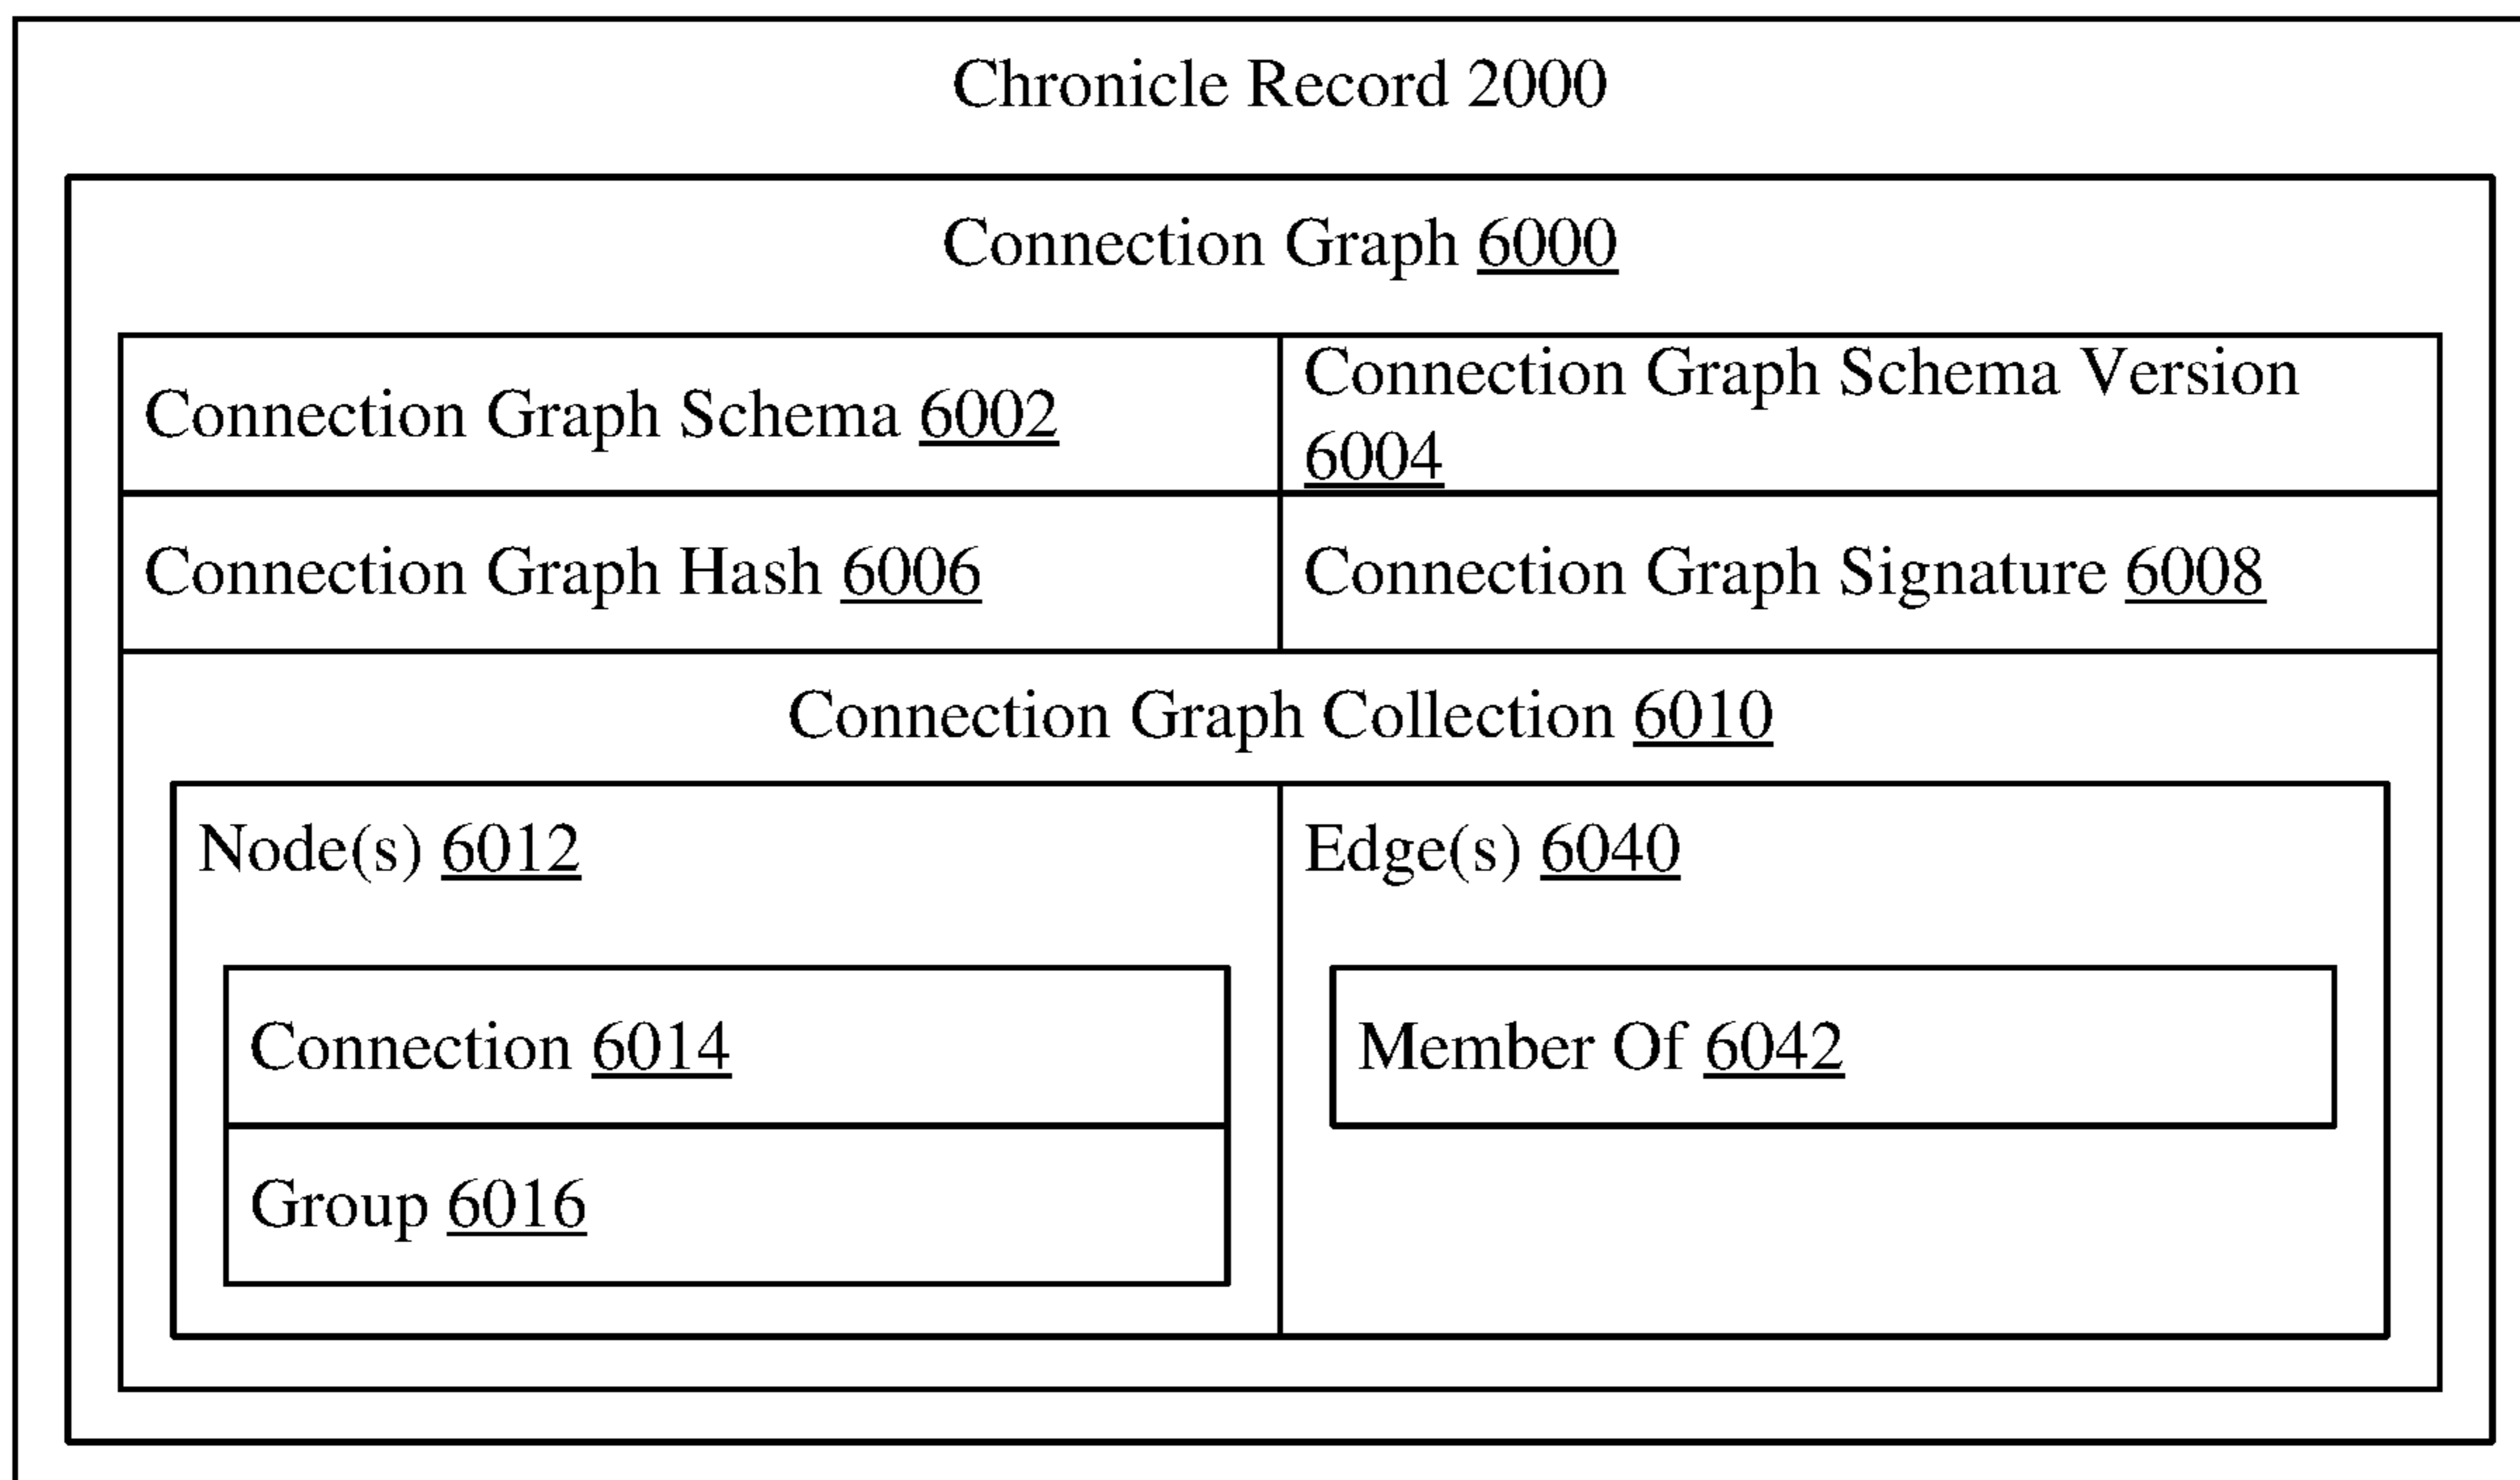 Chronicle Record 2000
Connection Graph 6000
Connection Graph Schema 6002
Connection Graph Schema Version
6004
Connection Graph Hash 6006
Connection Graph Signature 6008
Connection Graph Collection 6010
Node(s) 6012
Edge(s) 6040
Connection 6014
Member Of 6042
Group 6016